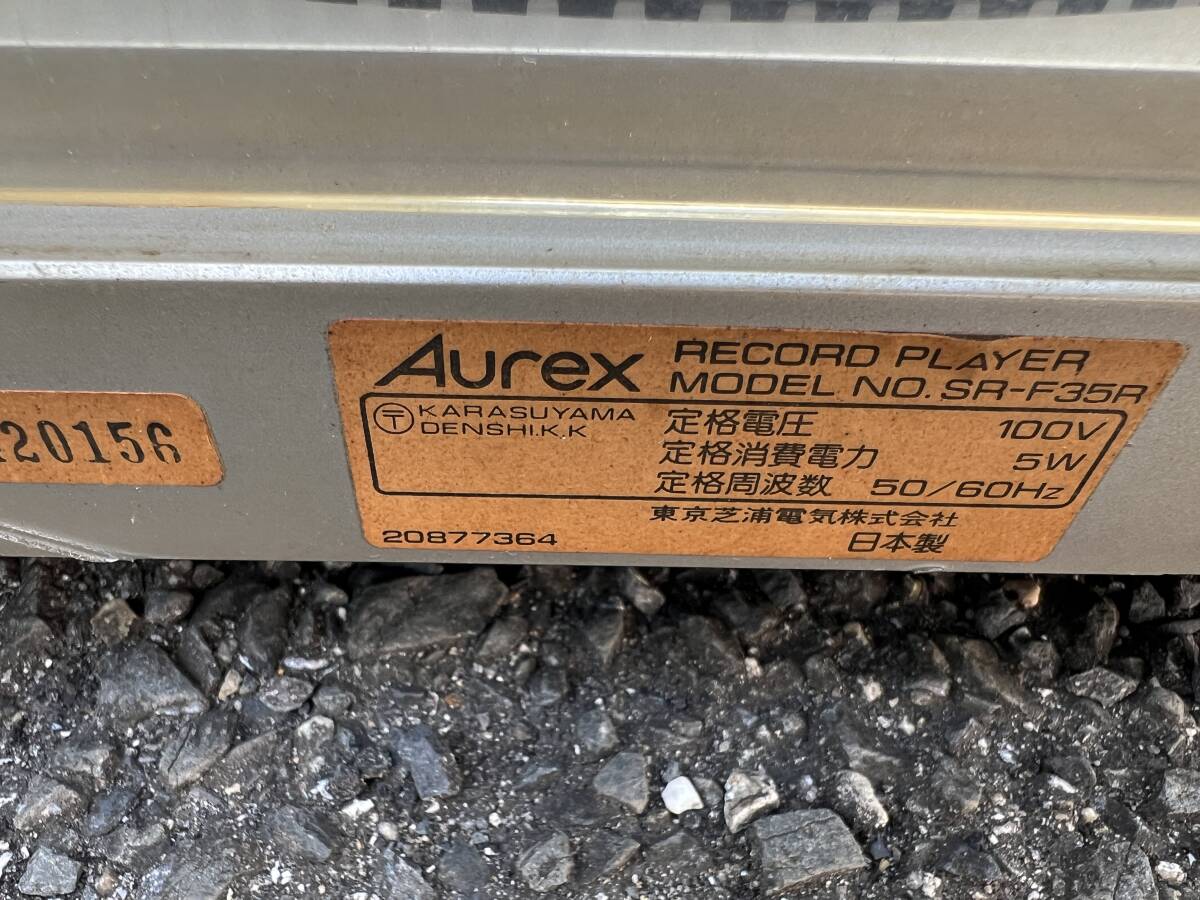 Aurex
RECORD PLAYER
MODEL NO. SR-F35R
〒 KARASUYAMA
DENSHI.K.K
定格電圧 100V
定格消費電力 5W
定格周波数 50/60Hz
東京芝浦電気株式会社
20877364
日本製
20156